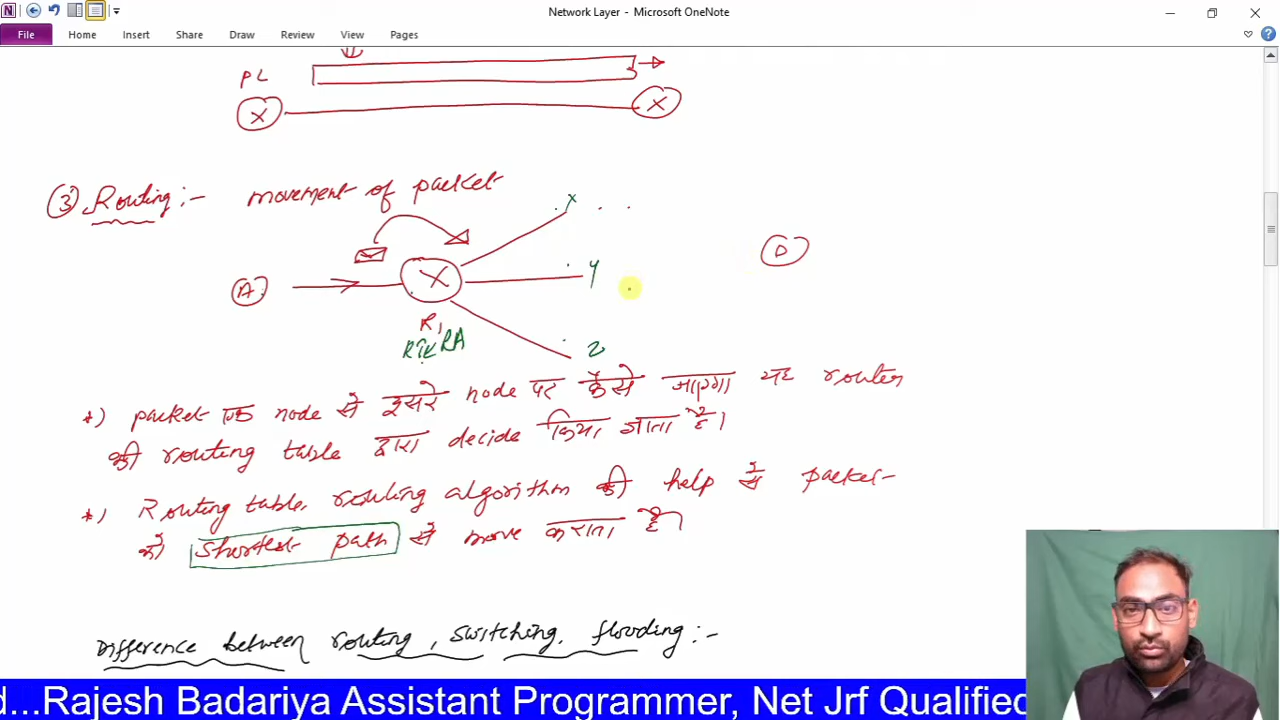 Network Layer - Microsoft OneNote
File Home Insert Share Draw Review View Pages
PL
X X
③ Routing :- movement of packet
X
A X Y D
R1
RA
Z
*) packet एक node से दूसरे node पर कैसे जाएगा यह router
की routing table द्वारा decide किया जाता है।
*) Routing table, routing algorithm की help से packet
को shortest path से move कराता है।
Difference between routing, switching, flooding :-
d...Rajesh Badariya Assistant Programmer, Net Jrf Qualified